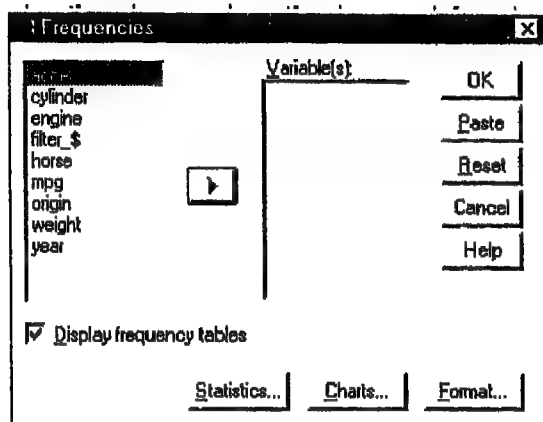 Frequencies
Variable(s):
cylinder
engine
filter_$
horse
mpg
origin
weight
year
OK
Paste
Reset
Cancel
Help
Display frequency tables
Statistics...
Charts...
Format...